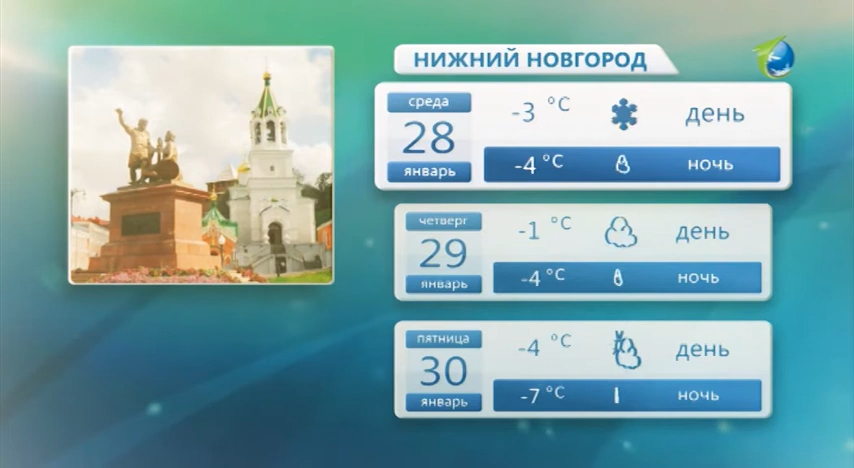 НИЖНИЙ НОВГОРОД
среда
28
январь
-3 °C
день
-4 °C
ночь
четверг
29
январь
-1 °C
день
-4 °C
ночь
пятница
30
январь
-4 °C
день
-7 °C
ночь